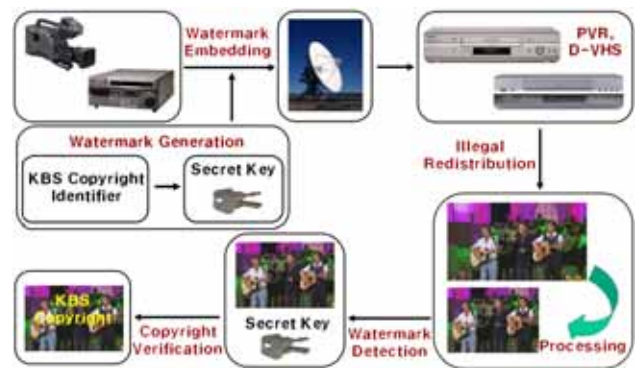 Watermark
Embedding
PVR,
D-VHS
Watermark Generation
KBS Copyright
Identifier
Secret Key
Illegal
Redistribution
KBS
Copyright
Copyright
Verification
Secret Key
Watermark
Detection
Processing